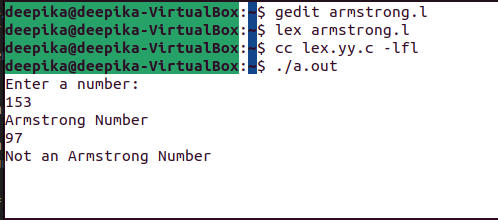 deepika@deepika-VirtualBox:~$ gedit armstrong.l
deepika@deepika-VirtualBox:~$ lex armstrong.l
deepika@deepika-VirtualBox:~$ cc lex.yy.c -lfl
deepika@deepika-VirtualBox:~$ ./a.out
Enter a number:
153
Armstrong Number
97
Not an Armstrong Number